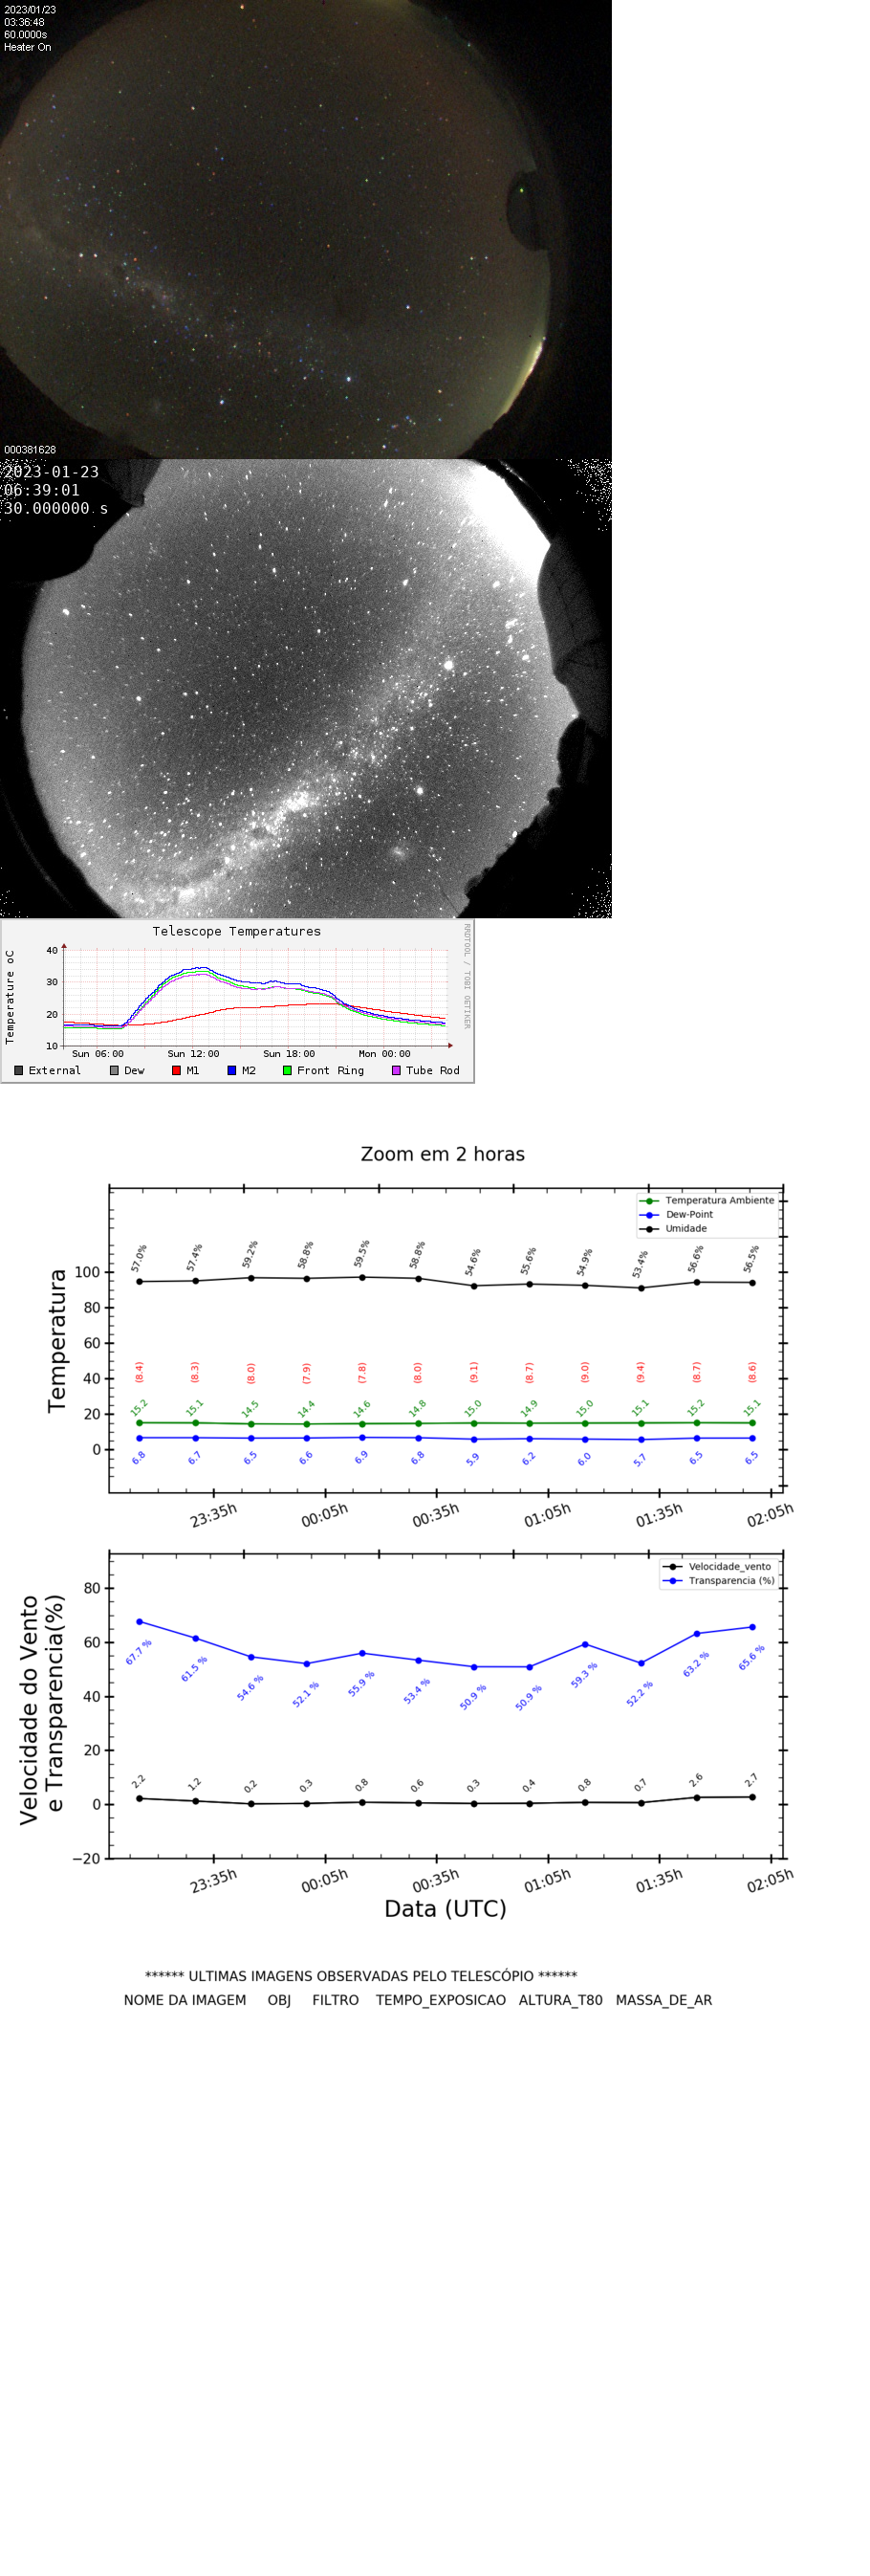 2023/01/23
03:36:48
60.0000s
Heater On
000381628
2023-01-23
06:39:01
30.000000 s
Telescope Temperatures
RRDTOOL / TOBI OETIKER
Temperature oC
40
30
20
10
Sun 06:00 Sun 12:00 Sun 18:00 Mon 00:00
External Dew M1 M2 Front Ring Tube Rod
Zoom em 2 horas
Temperatura Ambiente
Dew-Point
Umidade
57.0% 57.4% 59.2% 58.8% 59.5% 58.8% 54.6% 55.6% 54.9% 53.4% 56.6% 56.5%
Temperatura
100
80
60
40
20
0
(8.4) (8.3) (8.0) (7.9) (7.8) (8.0) (9.1) (8.7) (9.0) (9.4) (8.7) (8.6)
15.2 15.1 14.5 14.4 14.6 14.8 15.0 14.9 15.0 15.1 15.2 15.1
6.8 6.7 6.5 6.6 6.9 6.8 5.9 6.2 6.0 5.7 6.5 6.5
23:35h 00:05h 00:35h 01:05h 01:35h 02:05h
Velocidade_vento
Transparencia (%)
Velocidade do Vento
e Transparencia(%)
80
60
40
20
0
−20
67.7 % 61.5 % 54.6 % 52.1 % 55.9 % 53.4 % 50.9 % 50.9 % 59.3 % 52.2 % 63.2 % 65.6 %
2.2 1.2 0.2 0.3 0.8 0.6 0.3 0.4 0.8 0.7 2.6 2.7
23:35h 00:05h 00:35h 01:05h 01:35h 02:05h
Data (UTC)
****** ULTIMAS IMAGENS OBSERVADAS PELO TELESCÓPIO ******
NOME DA IMAGEM OBJ FILTRO TEMPO_EXPOSICAO ALTURA_T80 MASSA_DE_AR